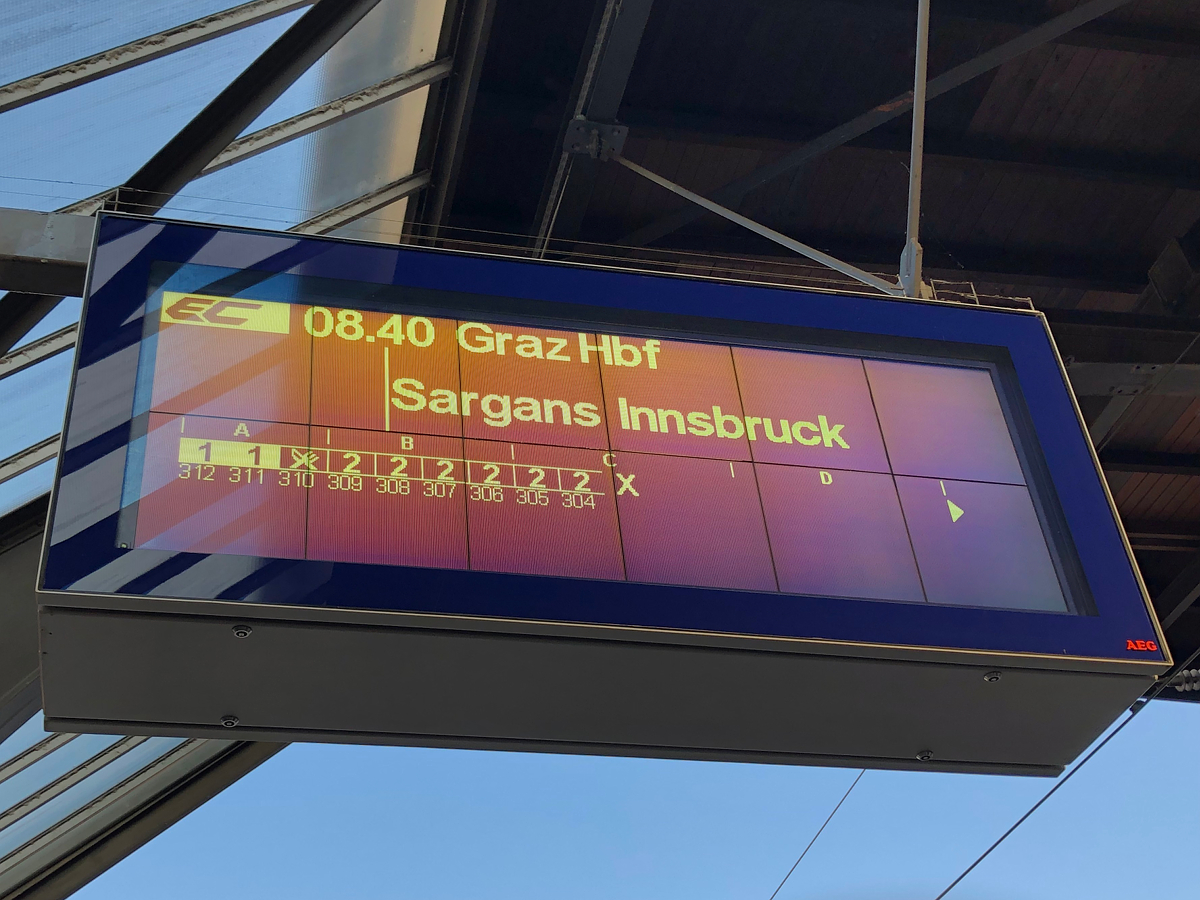 EC 08.40 Graz Hbf
Sargans Innsbruck
A B C D
1 1 2 2 2 2 2 2 X
312 311 310 309 308 307 306 305 304
AEG